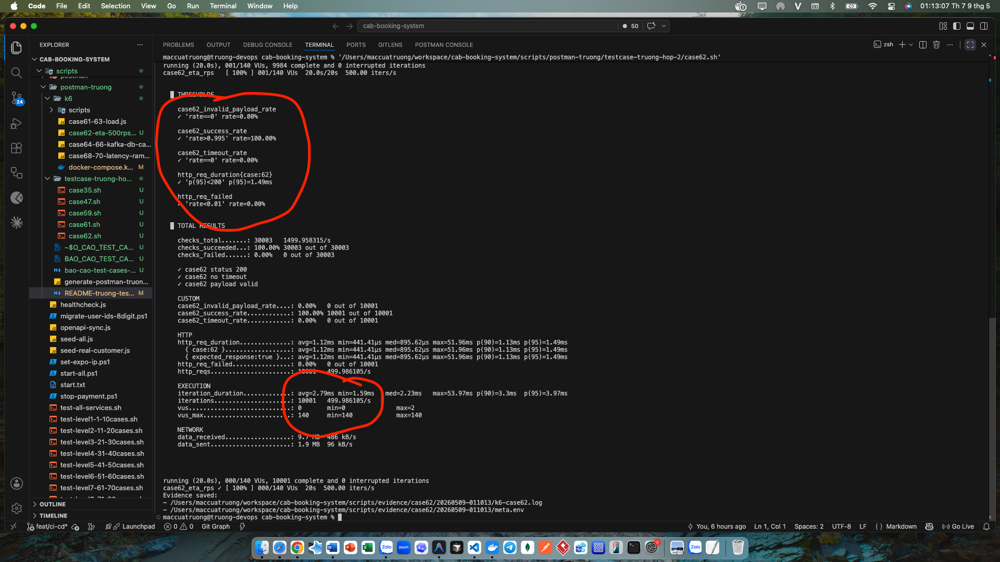 Code File Edit Selection View Go Run Terminal Window Help
01:13:07 Th 7 9 thg 5
cab-booking-system
50
EXPLORER
PROBLEMS OUTPUT DEBUG CONSOLE TERMINAL PORTS GITLENS POSTMAN CONSOLE
zsh
CAB-BOOKING-SYSTEM
scripts
postman
postman-truong
k6
scripts
case61-63-load.js
case62-eta-500rps... U
case64-66-kafka-db-ca...
case68-70-latency-ram...
docker-compose.k... M
testcase-truong-ho...
case35.sh U
case47.sh U
case59.sh U
case61.sh U
case62.sh U
~$O_CAO_TEST_CA... U
BAO_CAO_TEST_CA... U
bao-cao-test-cases-... U
generate-postman-truon...
README-truong-tes... M
healthcheck.js
migrate-user-ids-8digit.ps1
openapi-sync.js
seed-all.js
seed-real-customer.js
set-expo-ip.ps1
start-all.ps1
start.txt
stop-payment.ps1
test-all-services.sh
test-level1-1-10cases.sh
test-level2-11-20cases.sh
test-level3-21-30cases.sh
test-level4-31-40cases.sh
test-level5-41-50cases.sh
test-level6-51-60cases.sh
test-level7-61-70cases.sh
OUTLINE
TIMELINE
24
maccuatruong@truong-devops cab-booking-system % '/Users/maccuatruong/workspace/cab-booking-system/scripts/postman-truong/testcase-truong-hop-2/case62.sh'
running (20.0s), 001/140 VUs, 9984 complete and 0 interrupted iterations
case62_eta_rps [ 100% ] 001/140 VUs 20.0s/20s 500.00 iters/s
THRESHOLDS
case62_invalid_payload_rate
✓ 'rate==0' rate=0.00%
case62_success_rate
✓ 'rate>0.995' rate=100.00%
case62_timeout_rate
✓ 'rate==0' rate=0.00%
http_req_duration{case:62}
✓ 'p(95)<200' p(95)=1.49ms
http_req_failed
✓ 'rate<0.01' rate=0.00%
TOTAL RESULTS
checks_total.......: 30003 1499.958315/s
checks_succeeded...: 100.00% 30003 out of 30003
checks_failed......: 0.00% 0 out of 30003
✓ case62 status 200
✓ case62 no timeout
✓ case62 payload valid
CUSTOM
case62_invalid_payload_rate....: 0.00% 0 out of 10001
case62_success_rate............: 100.00% 10001 out of 10001
case62_timeout_rate............: 0.00% 0 out of 10001
HTTP
http_req_duration..............: avg=1.12ms min=441.41µs med=895.62µs max=51.96ms p(90)=1.13ms p(95)=1.49ms
{ case:62 }..................: avg=1.12ms min=441.41µs med=895.62µs max=51.96ms p(90)=1.13ms p(95)=1.49ms
{ expected_response:true }...: avg=1.12ms min=441.41µs med=895.62µs max=51.96ms p(90)=1.13ms p(95)=1.49ms
http_req_failed................: 0.00% 0 out of 10001
http_reqs......................: 10001 499.986105/s
EXECUTION
iteration_duration.............: avg=2.79ms min=1.59ms med=2.23ms max=53.97ms p(90)=3.3ms p(95)=3.97ms
iterations.....................: 10001 499.986105/s
vus............................: 0 min=0 max=2
vus_max........................: 140 min=140 max=140
NETWORK
data_received..................: 9.7 MB 486 kB/s
data_sent......................: 1.9 MB 96 kB/s
running (20.0s), 000/140 VUs, 10001 complete and 0 interrupted iterations
case62_eta_rps ✓ [ 100% ] 000/140 VUs 20s 500.00 iters/s
Evidence saved:
- /Users/maccuatruong/workspace/cab-booking-system/scripts/evidence/case62/20260509-011013/k6-case62.log
- /Users/maccuatruong/workspace/cab-booking-system/scripts/evidence/case62/20260509-011013/meta.env
maccuatruong@truong-devops cab-booking-system %
feat/ci-cd* Launchpad 0 0 Git Graph
You, 6 hours ago Ln 1, Col 1 Spaces: 2 UTF-8 LF { } Markdown Go Live
Zalo zoom Zalo
2